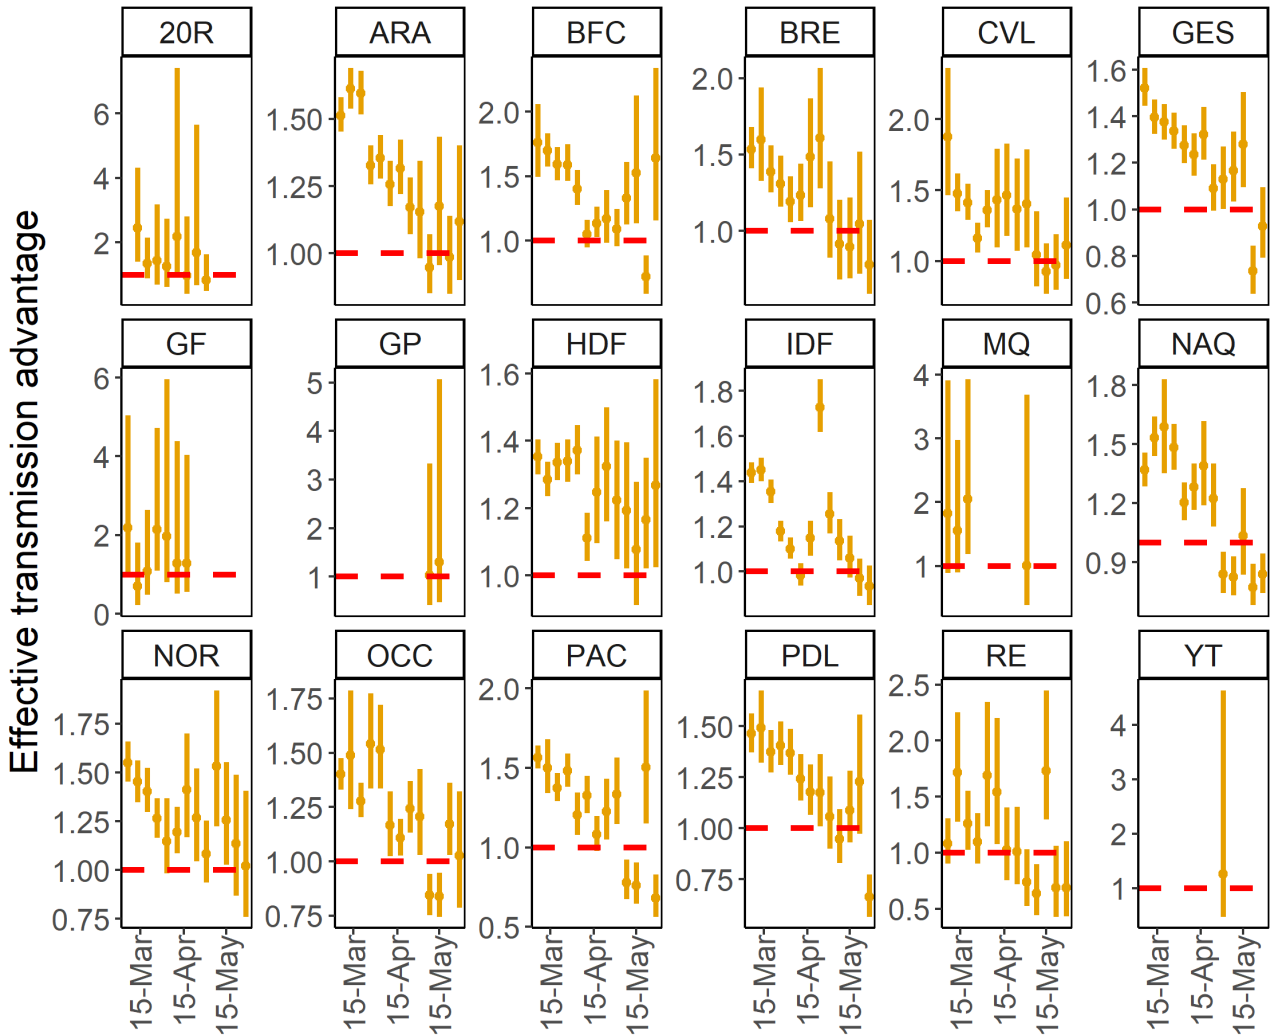 Effective transmission advantage
20R
ARA
BFC
BRE
CVL
GES
6
4
2
1.50
1.25
1.00
2.0
1.5
1.0
2.0
1.5
1.0
2.0
1.5
1.0
1.6
1.4
1.2
1.0
0.8
0.6
GF
GP
HDF
IDF
MQ
NAQ
6
4
2
0
5
4
3
2
1
1.6
1.4
1.2
1.0
1.8
1.6
1.4
1.2
1.0
4
3
2
1
1.8
1.5
1.2
0.9
NOR
OCC
PAC
PDL
RE
YT
1.75
1.50
1.25
1.00
0.75
1.75
1.50
1.25
1.00
0.75
2.0
1.5
1.0
0.5
1.50
1.25
1.00
0.75
2.5
2.0
1.5
1.0
0.5
4
3
2
1
15-Mar
15-Apr
15-May
15-Mar
15-Apr
15-May
15-Mar
15-Apr
15-May
15-Mar
15-Apr
15-May
15-Mar
15-Apr
15-May
15-Mar
15-Apr
15-May